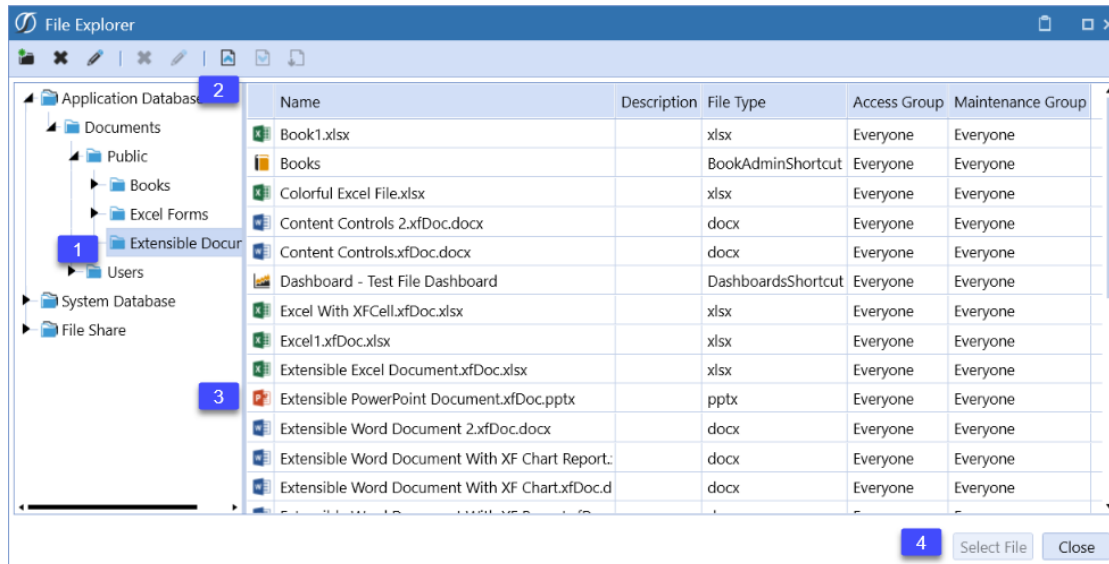 File Explorer
Application Database
2
Documents
Public
Books
Excel Forms
1
Extensible Docur
Users
System Database
File Share
Name Description File Type Access Group Maintenance Group
Book1.xlsx xlsx Everyone Everyone
Books BookAdminShortcut Everyone Everyone
Colorful Excel File.xlsx xlsx Everyone Everyone
Content Controls 2.xfDoc.docx docx Everyone Everyone
Content Controls.xfDoc.docx docx Everyone Everyone
Dashboard - Test File Dashboard DashboardsShortcut Everyone Everyone
Excel With XFCell.xfDoc.xlsx xlsx Everyone Everyone
Excel1.xfDoc.xlsx xlsx Everyone Everyone
Extensible Excel Document.xfDoc.xlsx xlsx Everyone Everyone
3
Extensible PowerPoint Document.xfDoc.pptx pptx Everyone Everyone
Extensible Word Document 2.xfDoc.docx docx Everyone Everyone
Extensible Word Document With XF Chart Report.: docx Everyone Everyone
Extensible Word Document With XF Chart.xfDoc.d docx Everyone Everyone
4
Select File Close